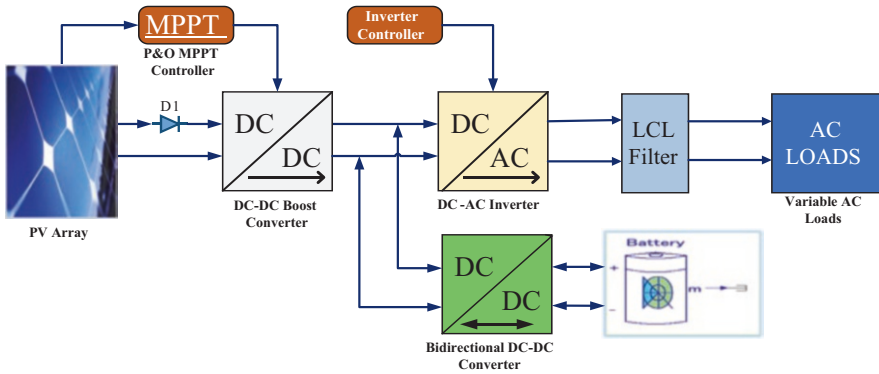 MPPT
P&O MPPT
Controller
Inverter
Controller
D1
DC
DC
DC-DC Boost
Converter
DC
AC
DC-AC Inverter
LCL
Filter
AC
LOADS
Variable AC
Loads
PV Array
DC
DC
Bidirectional DC-DC
Converter
Battery
+
m
-